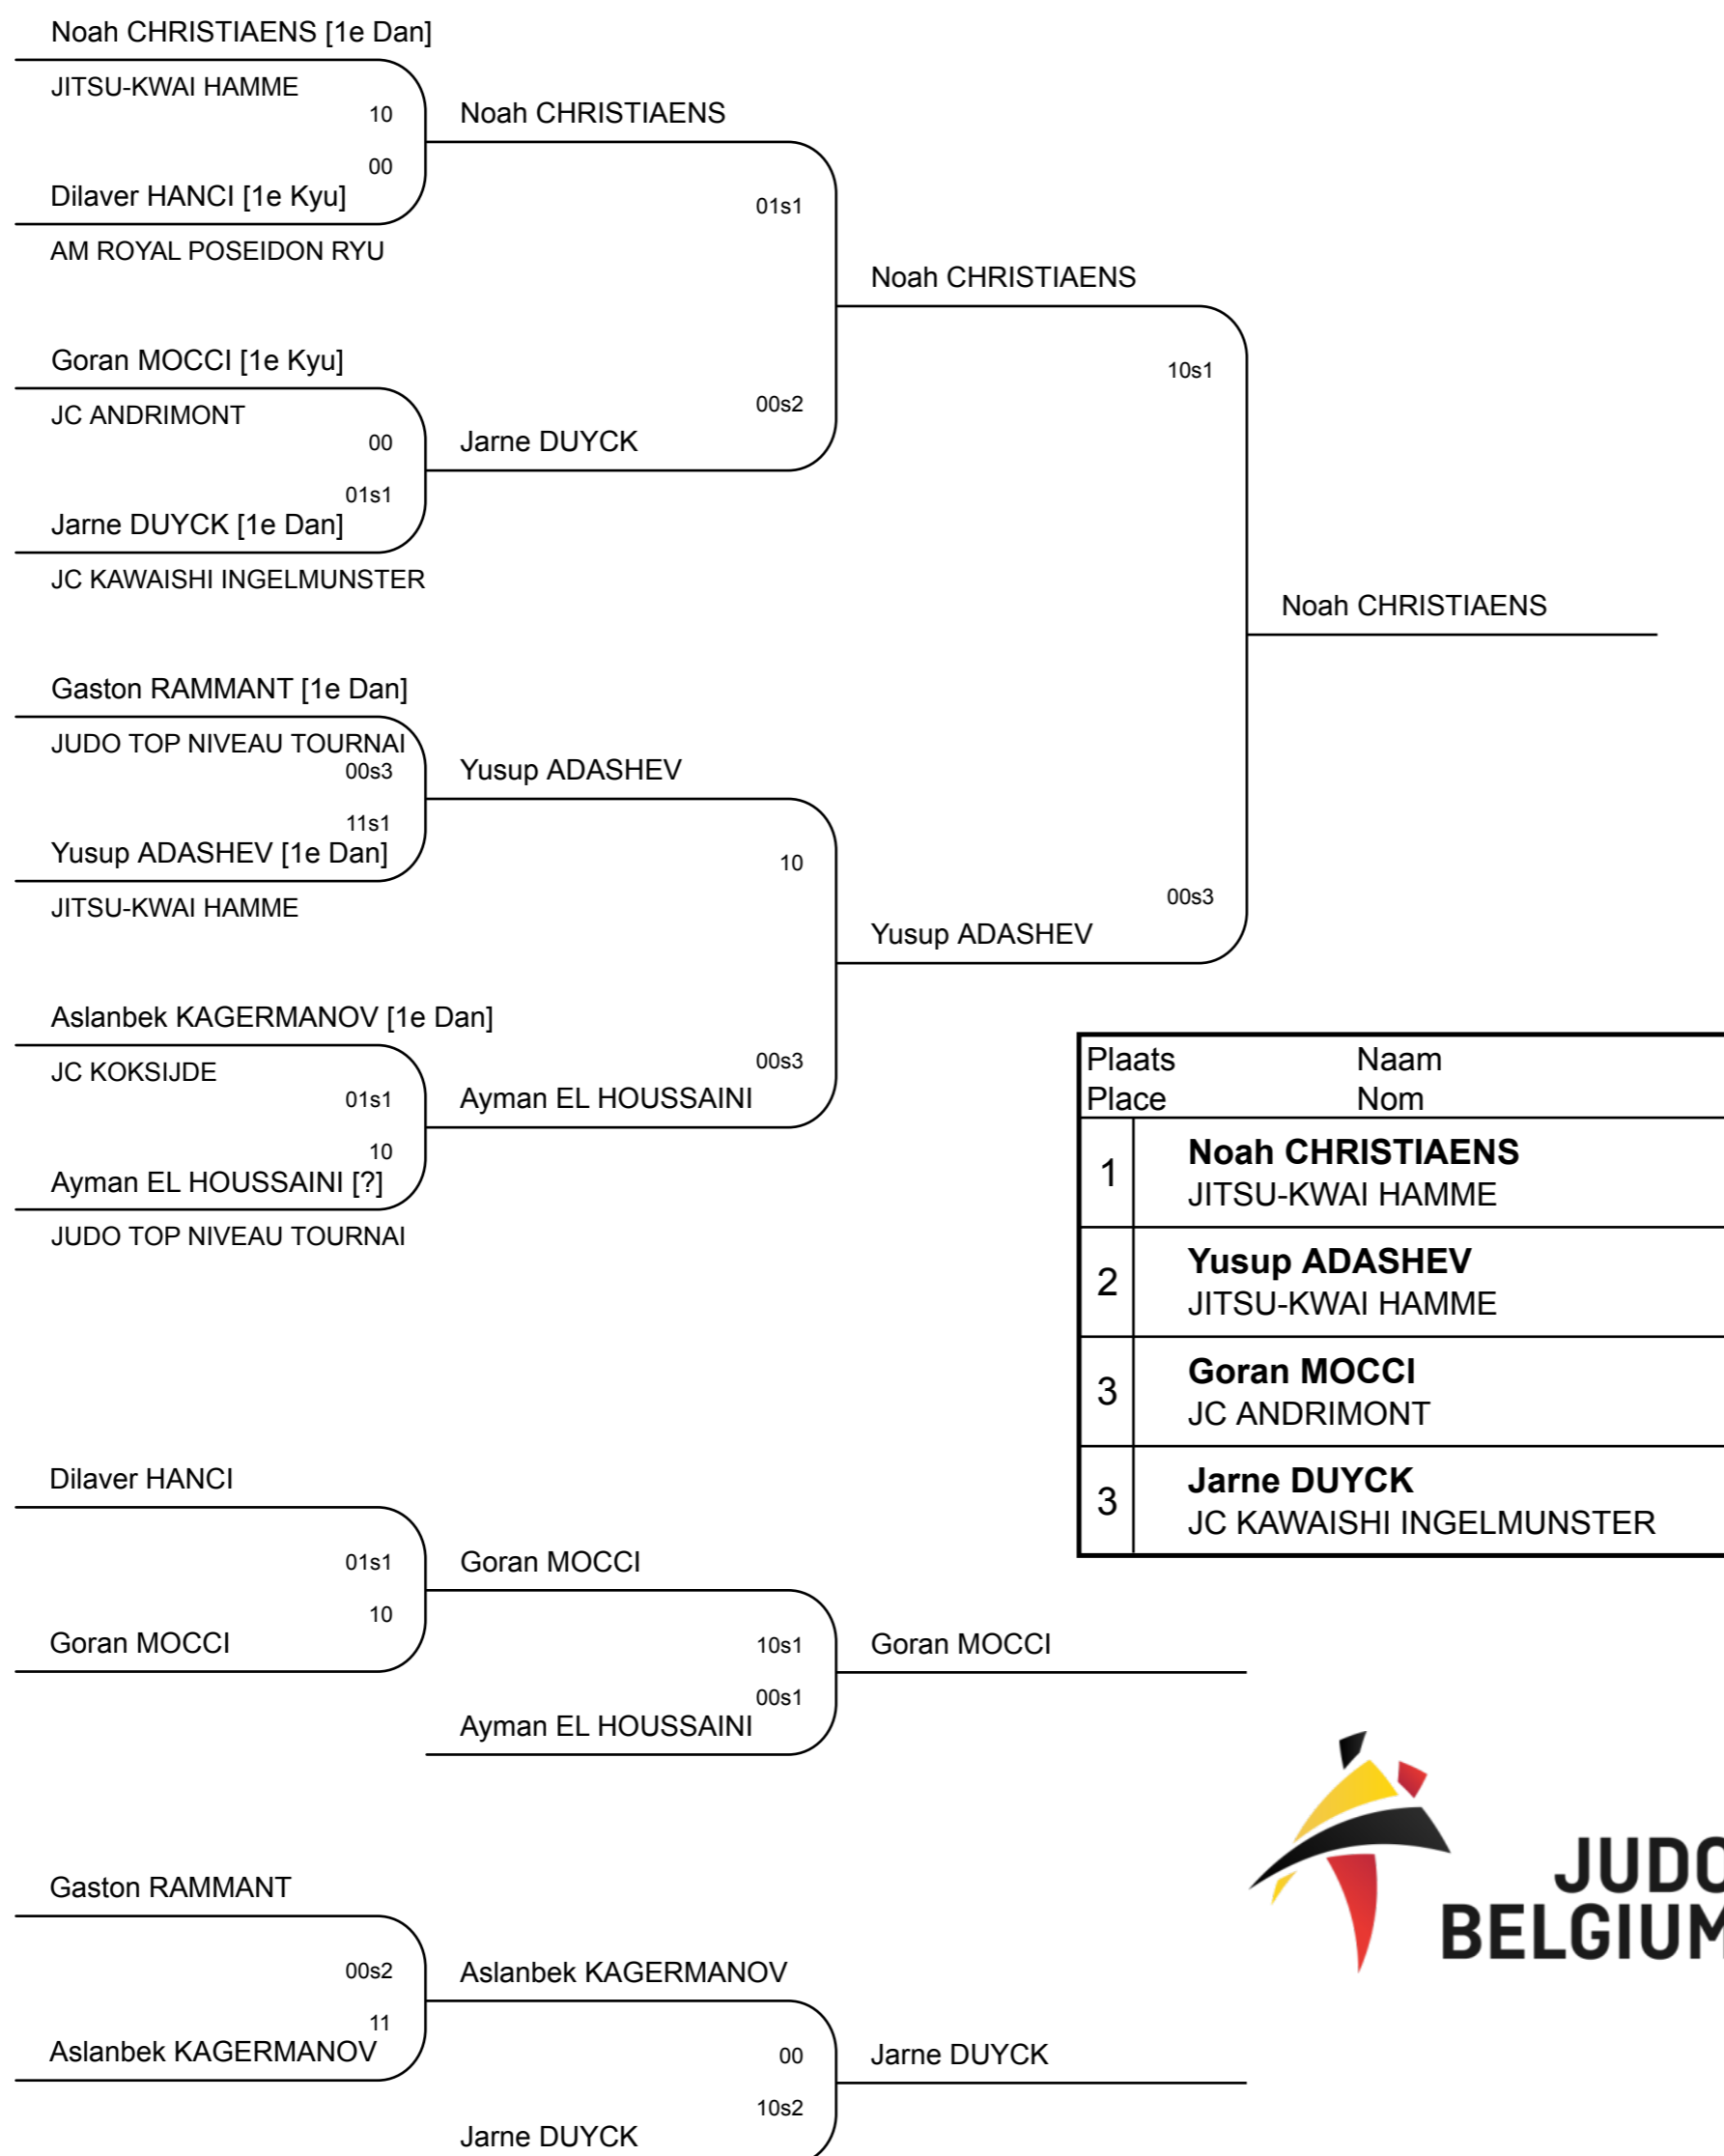 Noah CHRISTIAENS [1e Dan]
JITSU-KWAI HAMME
10
Noah CHRISTIAENS
00
Dilaver HANCI [1e Kyu]
01s1
AM ROYAL POSEIDON RYU
Noah CHRISTIAENS
Goran MOCCI [1e Kyu]
10s1
JC ANDRIMONT
00s2
00
Jarne DUYCK
01s1
Jarne DUYCK [1e Dan]
JC KAWAISHI INGELMUNSTER
Noah CHRISTIAENS
Gaston RAMMANT [1e Dan]
JUDO TOP NIVEAU TOURNAI
00s3
Yusup ADASHEV
11s1
Yusup ADASHEV [1e Dan]
10
JITSU-KWAI HAMME
00s3
Yusup ADASHEV
Aslanbek KAGERMANOV [1e Dan]
JC KOKSIJDE
00s3
01s1
Ayman EL HOUSSAINI
10
Ayman EL HOUSSAINI [?]
JUDO TOP NIVEAU TOURNAI
Plaats Naam
Place Nom
1 Noah CHRISTIAENS
JITSU-KWAI HAMME
2 Yusup ADASHEV
JITSU-KWAI HAMME
3 Goran MOCCI
JC ANDRIMONT
3 Jarne DUYCK
JC KAWAISHI INGELMUNSTER
Dilaver HANCI
01s1
Goran MOCCI
10
Goran MOCCI
10s1
Goran MOCCI
00s1
Ayman EL HOUSSAINI
Gaston RAMMANT
00s2
Aslanbek KAGERMANOV
11
Aslanbek KAGERMANOV
00
Jarne DUYCK
10s2
Jarne DUYCK
JUDO
BELGIUM